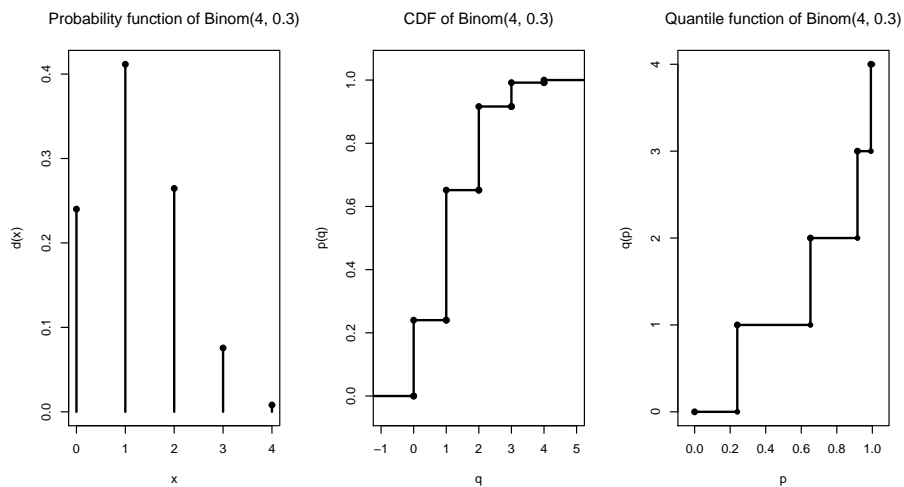 Probability function of Binom(4, 0.3)
d(x)
0.4
0.3
0.2
0.1
0.0
0 1 2 3 4
x
CDF of Binom(4, 0.3)
p(q)
1.0
0.8
0.6
0.4
0.2
0.0
−1 0 1 2 3 4 5
q
Quantile function of Binom(4, 0.3)
q(p)
4
3
2
1
0
0.0 0.2 0.4 0.6 0.8 1.0
p